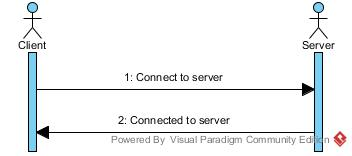 Client
Server
1: Connect to server
2: Connected to server
Powered By Visual Paradigm Community Edition